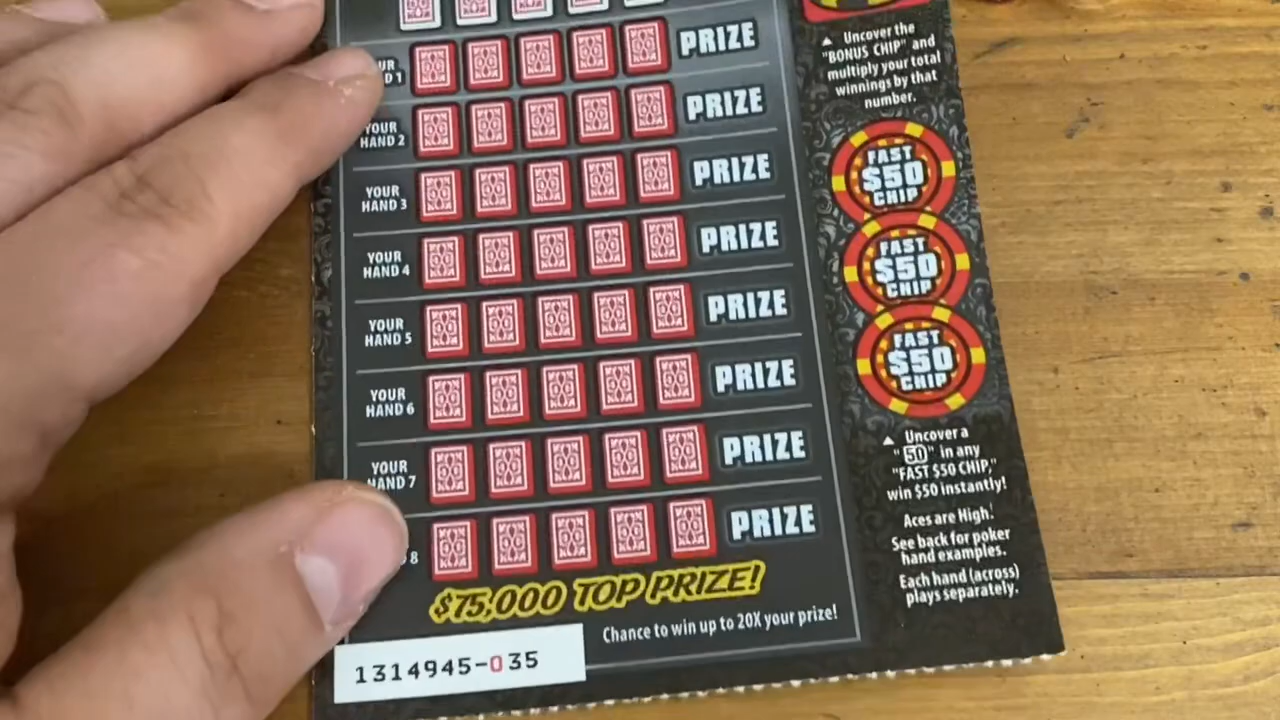 PRIZE
YOUR
HAND 2
PRIZE
YOUR
HAND 3
PRIZE
YOUR
HAND 4
PRIZE
YOUR
HAND 5
PRIZE
YOUR
HAND 6
PRIZE
YOUR
HAND 7
PRIZE
8
PRIZE
$75,000 TOP PRIZE!
Chance to win up to 20X your prize!
1314945-035
Uncover the
"BONUS CHIP" and
multiply your total
winnings by that
number.
FAST
$50
CHIP
FAST
$50
CHIP
FAST
$50
CHIP
Uncover a
"50" in any
"FAST $50 CHIP,"
win $50 instantly!
Aces are High!
See back for poker
hand examples.
Each hand (across)
plays separately.